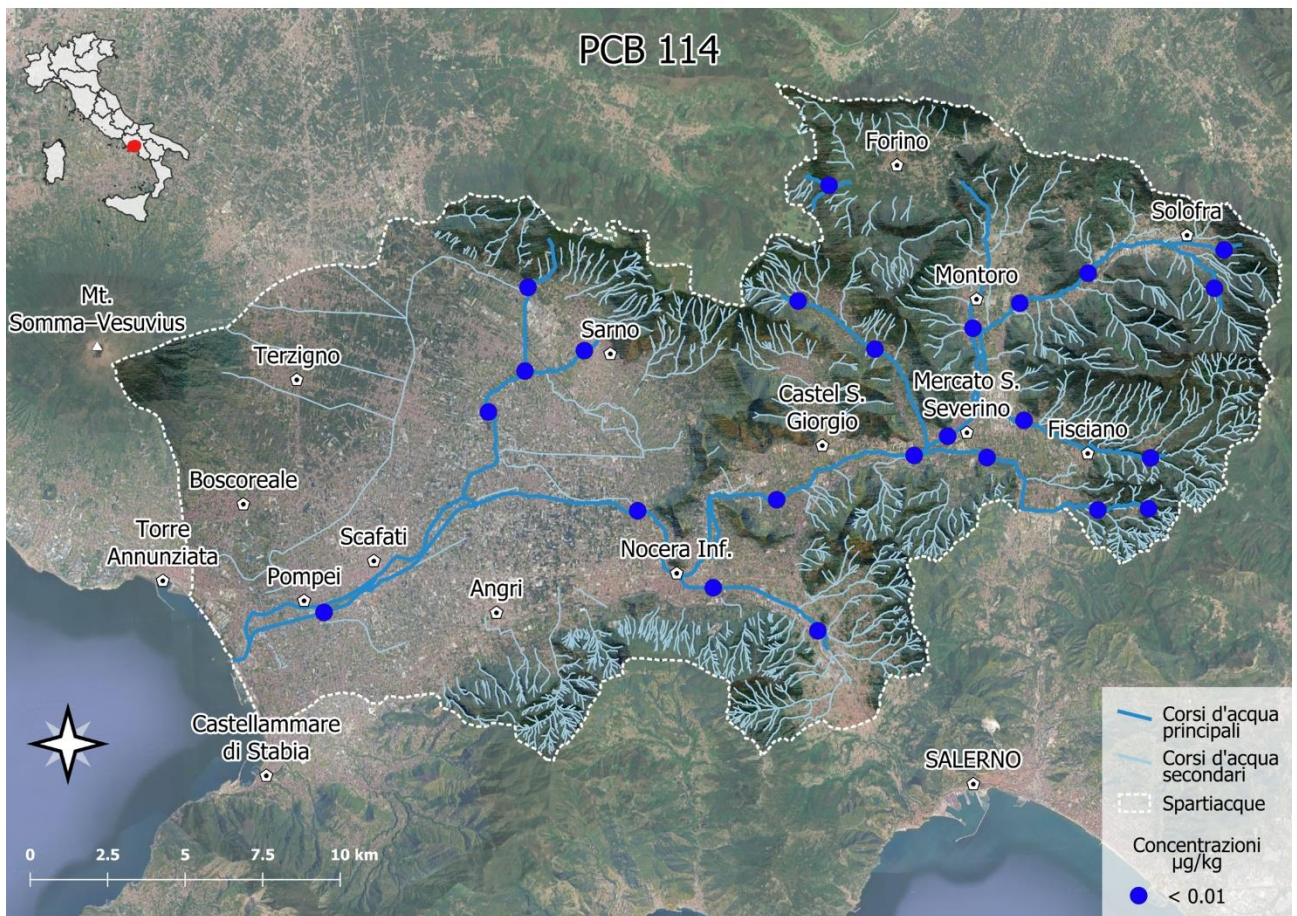 PCB 114
Forino
Solofra
Montoro
Mt.
Somma–Vesuvius
Sarno
Terzigno
Mercato S.
Severino
Castel S.
Giorgio
Fisciano
Boscoreale
Torre
Annunziata
Scafati
Nocera Inf.
Pompei
Angri
Castellammare
di Stabia
SALERNO
0 2.5 5 7.5 10 km
Corsi d'acqua
principali
Corsi d'acqua
secondari
Spartiacque
Concentrazioni
µg/kg
< 0.01